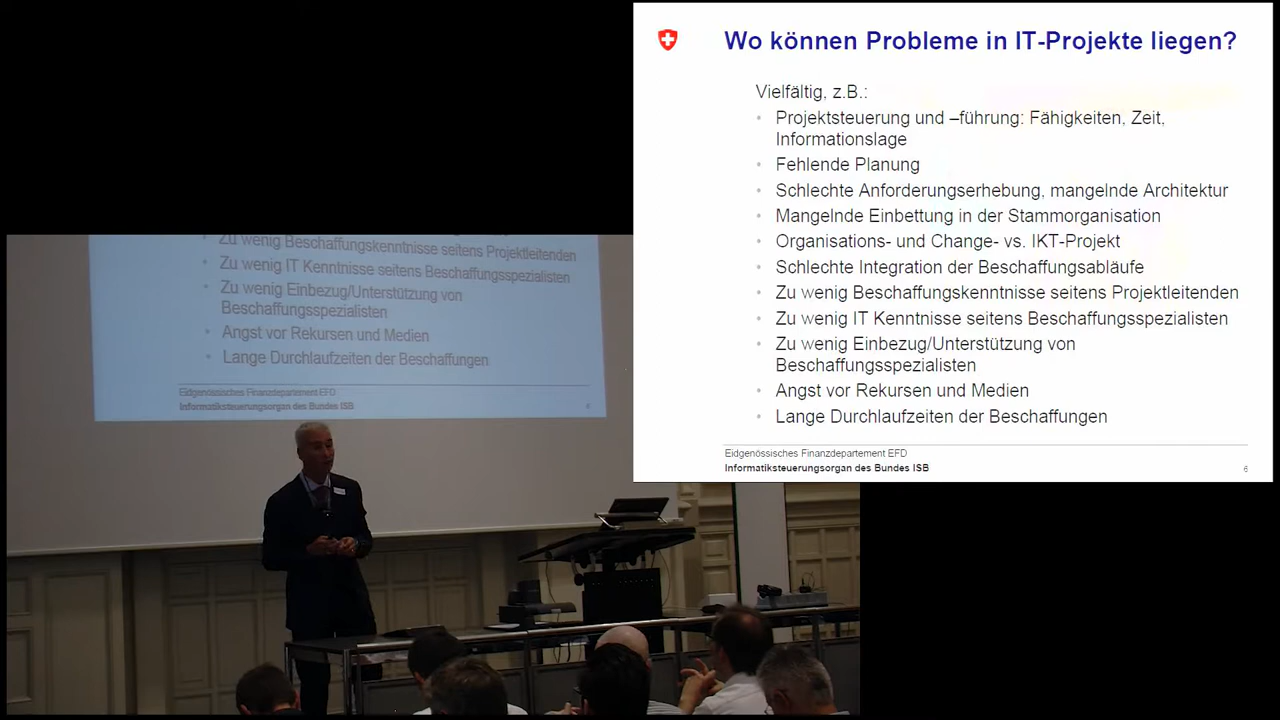 Wo können Probleme in IT-Projekte liegen?
Vielfältig, z.B.:
• Projektsteuerung und –führung: Fähigkeiten, Zeit,
Informationslage
• Fehlende Planung
• Schlechte Anforderungserhebung, mangelnde Architektur
• Mangelnde Einbettung in der Stammorganisation
• Organisations- und Change- vs. IKT-Projekt
• Schlechte Integration der Beschaffungsabläufe
• Zu wenig Beschaffungskenntnisse seitens Projektleitenden
• Zu wenig IT Kenntnisse seitens Beschaffungsspezialisten
• Zu wenig Einbezug/Unterstützung von
Beschaffungsspezialisten
• Angst vor Rekursen und Medien
• Lange Durchlaufzeiten der Beschaffungen
Eidgenössisches Finanzdepartement EFD
Informatiksteuerungsorgan des Bundes ISB
6
• Zu wenig Beschaffungskenntnisse seitens Projektleitenden
• Zu wenig IT Kenntnisse seitens Beschaffungsspezialisten
• Zu wenig Einbezug/Unterstützung von
Beschaffungsspezialisten
• Angst vor Rekursen und Medien
• Lange Durchlaufzeiten der Beschaffungen
Eidgenössisches Finanzdepartement EFD
Informatiksteuerungsorgan des Bundes ISB